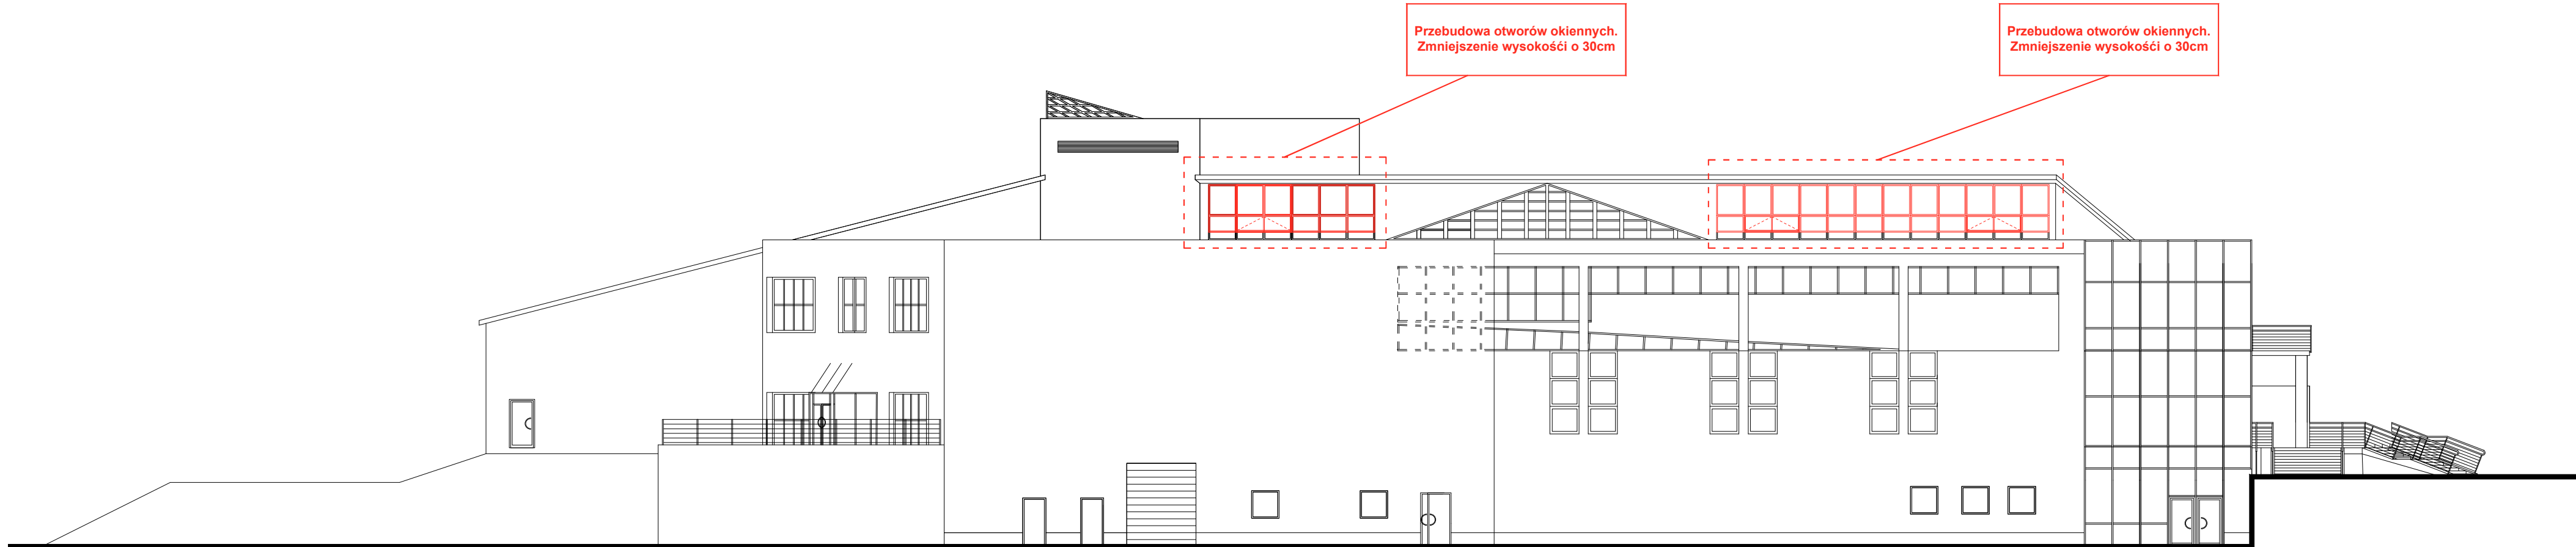 Przebudowa otworów okiennych.
Zmniejszenie wysokośći o 30cm
Przebudowa otworów okiennych.
Zmniejszenie wysokośći o 30cm